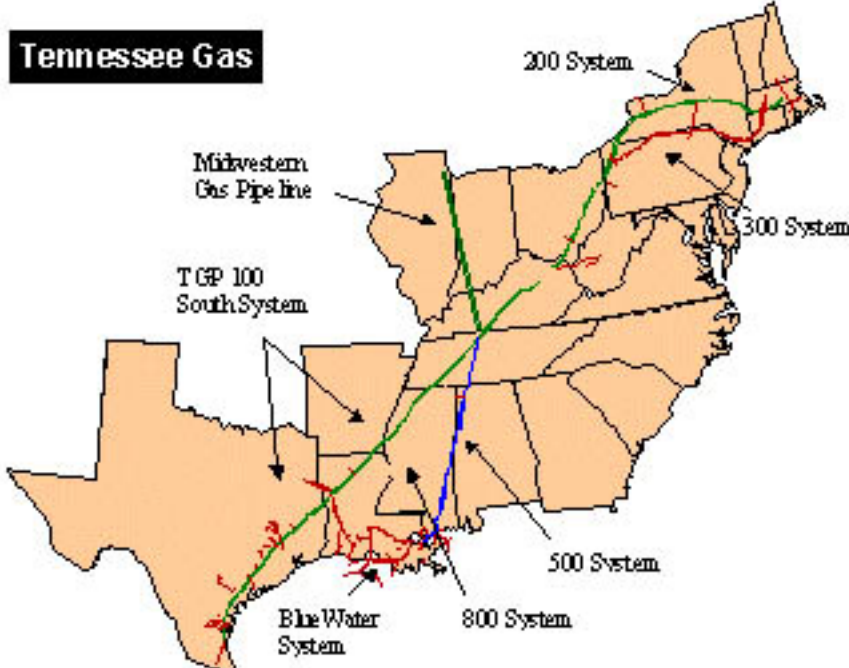 Tennessee Gas
200 System
Midwestern
Gas Pipe line
300 System
TGP 100
South System
500 System
Blue Water
System
800 System